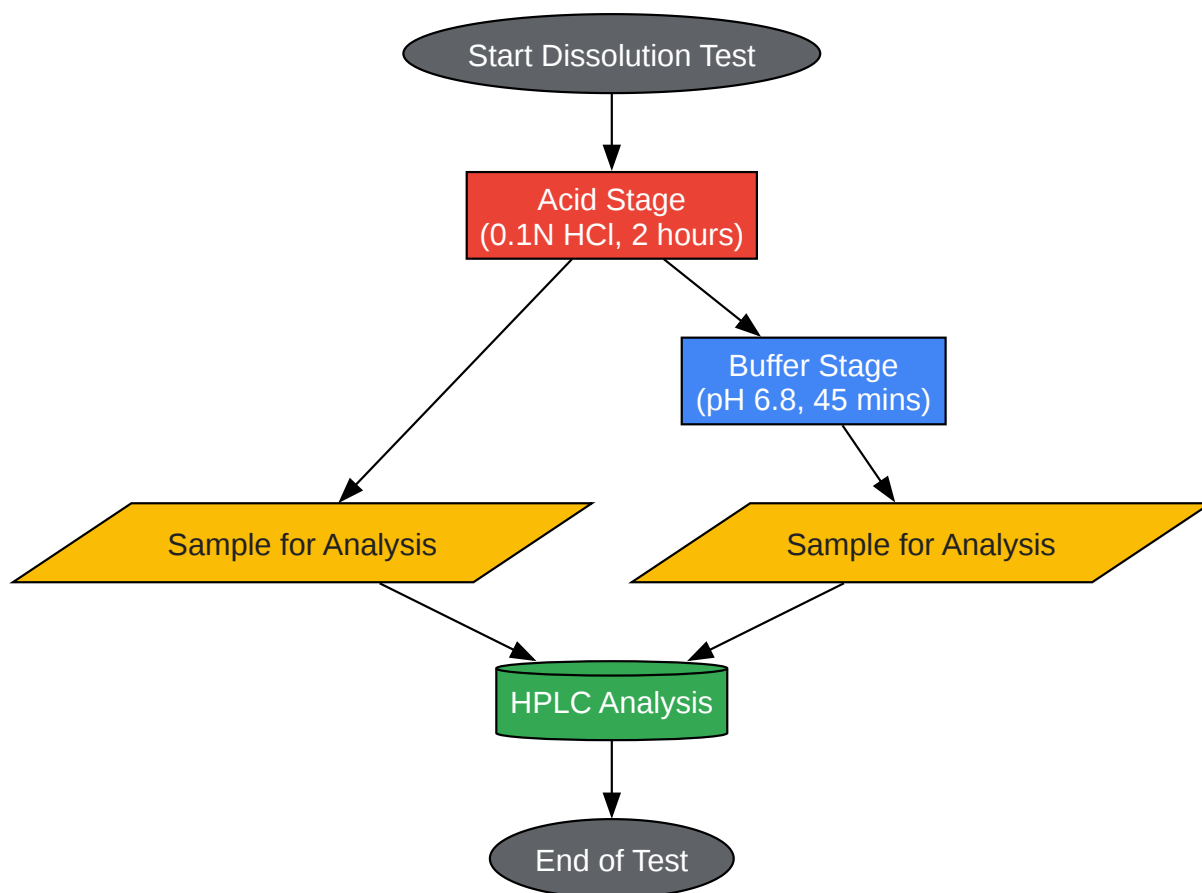 Start Dissolution Test
Acid Stage
(0.1N HCl, 2 hours)
Buffer Stage
(pH 6.8, 45 mins)
Sample for Analysis
Sample for Analysis
HPLC Analysis
End of Test